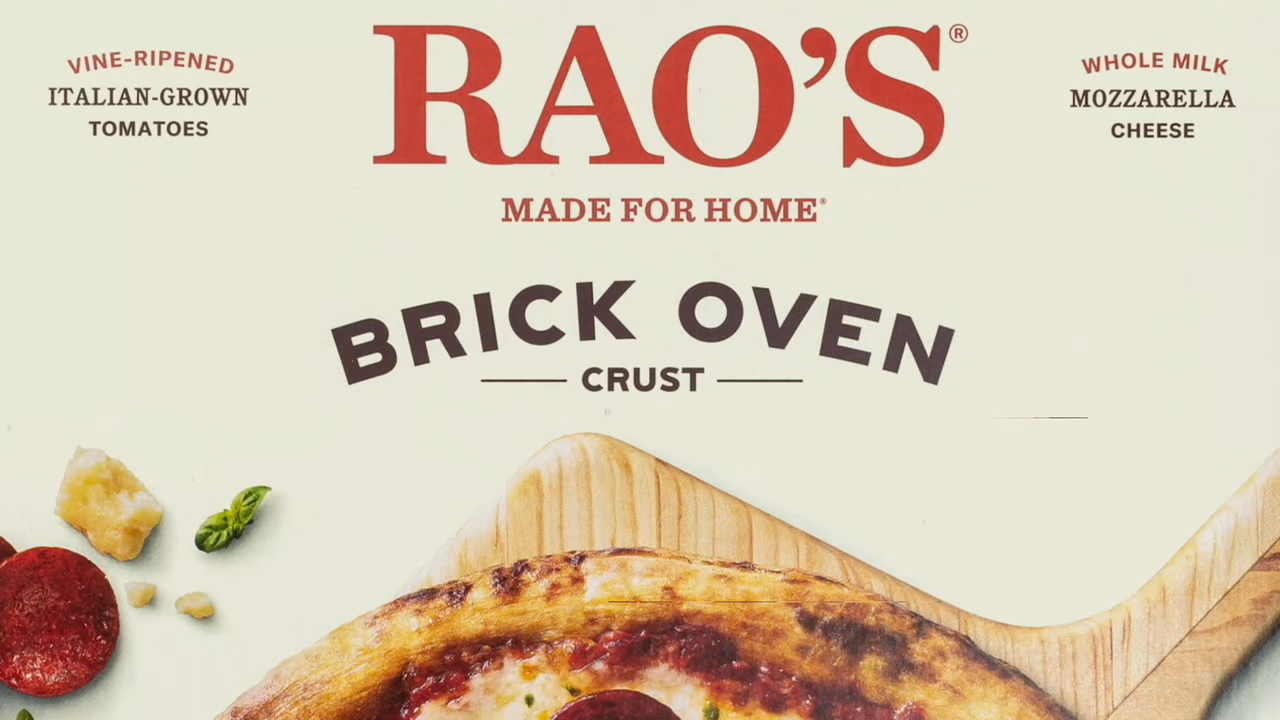 VINE-RIPENED
ITALIAN-GROWN
TOMATOES
RAO'S®
MADE FOR HOME®
WHOLE MILK
MOZZARELLA
CHEESE
BRICK OVEN
CRUST